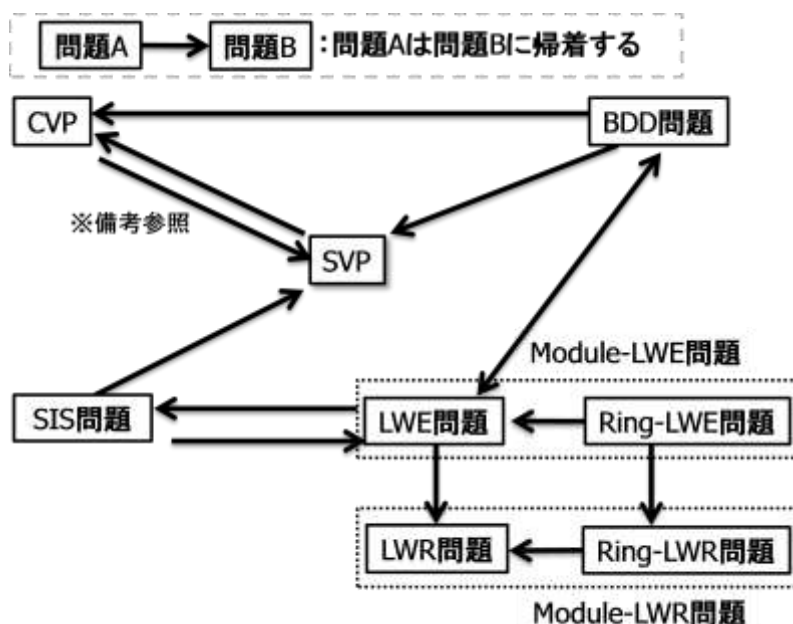 問題A 問題B :問題Aは問題Bに帰着する
CVP BDD問題
※備考参照
SVP
Module-LWE問題
SIS問題 LWE問題 Ring-LWE問題
LWR問題 Ring-LWR問題
Module-LWR問題